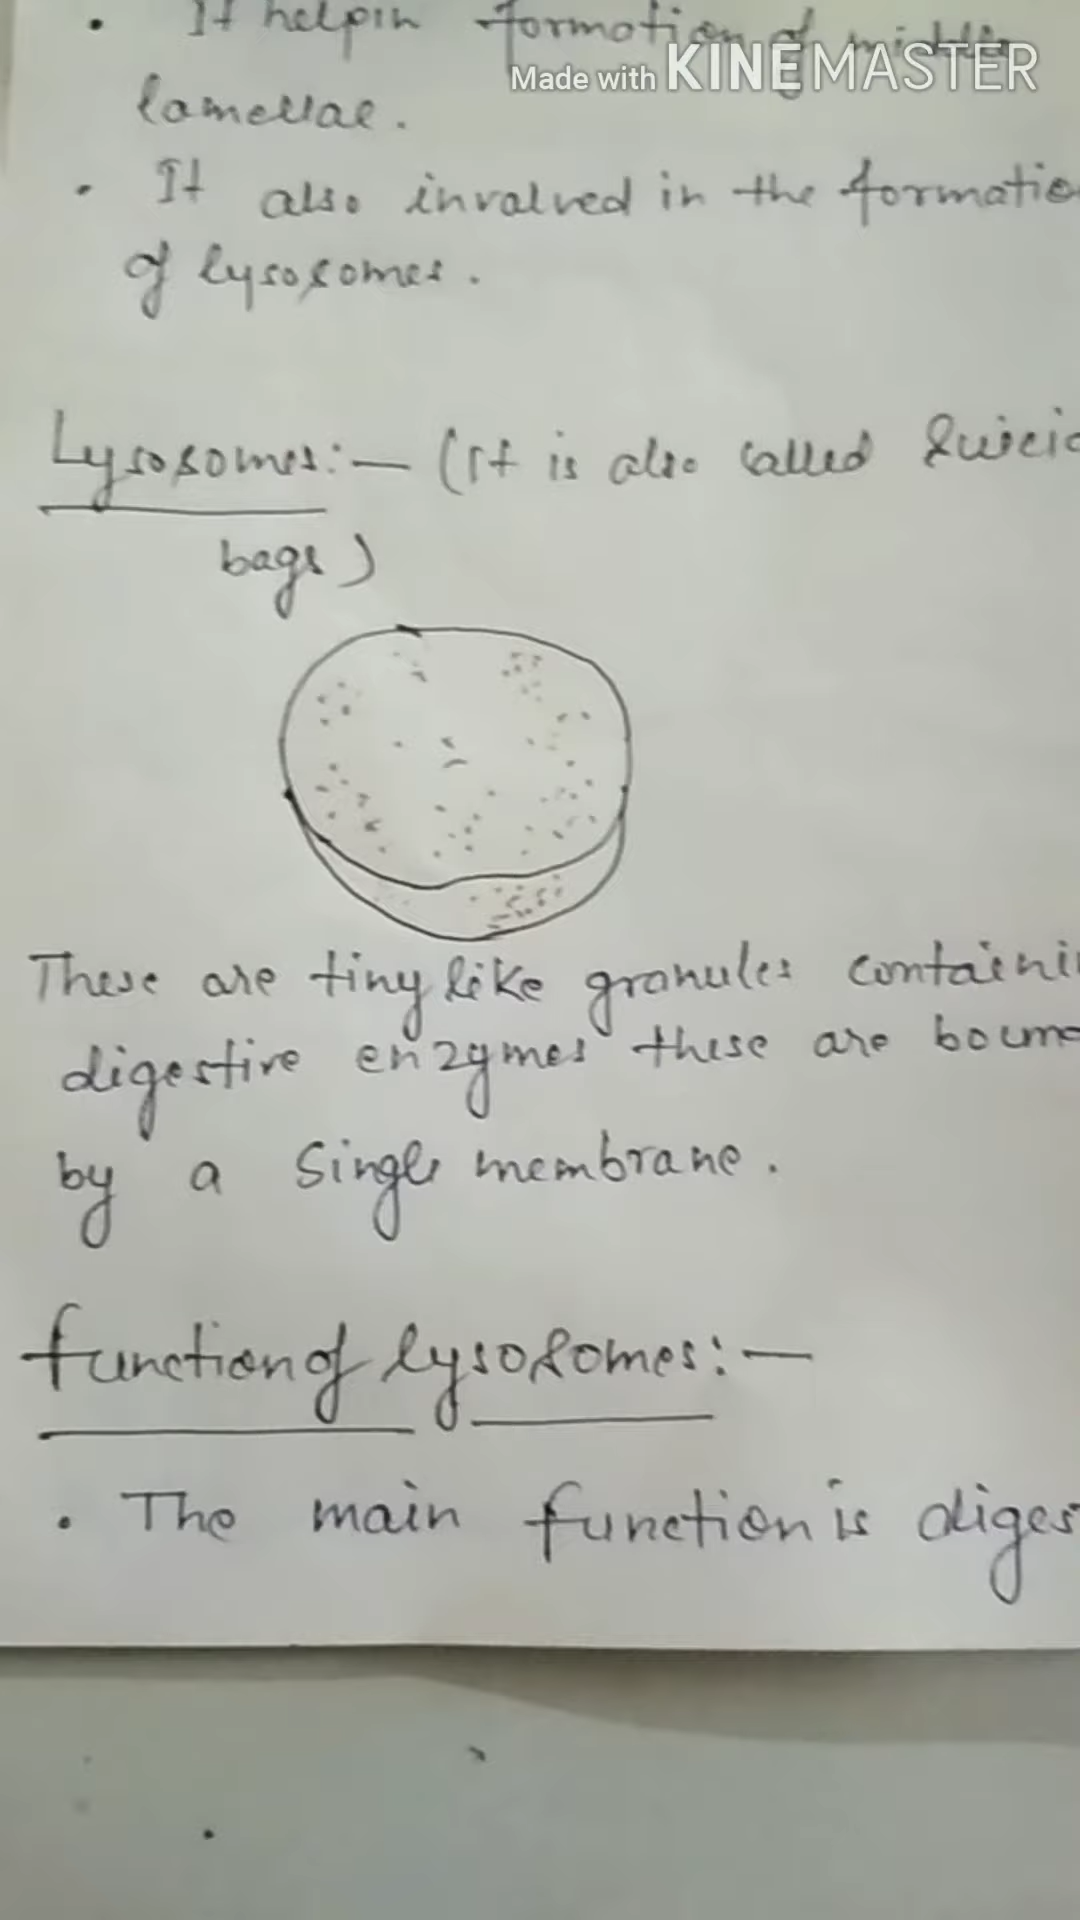 • It help in formation of middle
Made with KINEMASTER
lamellae.
• It also involved in the formatio
of lysosomes.
Lysosomes:— (It is also called Suicid
bags)
These are tiny like granules containi
digestive enzymes these are boun
by a Single membrane.
function of lysosomes:—
• The main function is diges